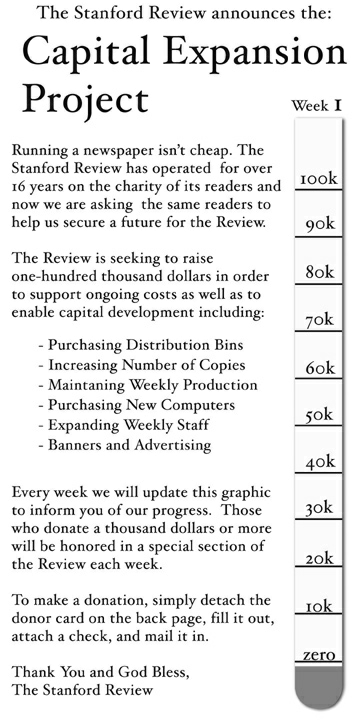 The Stanford Review announces the:
Capital Expansion
Project
Week I
Running a newspaper isn't cheap. The
Stanford Review has operated for over
16 years on the charity of its readers and
now we are asking the same readers to
help us secure a future for the Review.
The Review is seeking to raise
one-hundred thousand dollars in order
to support ongoing costs as well as to
enable capital development including:
- Purchasing Distribution Bins
- Increasing Number of Copies
- Maintaning Weekly Production
- Purchasing New Computers
- Expanding Weekly Staff
- Banners and Advertising
Every week we will update this graphic
to inform you of our progress. Those
who donate a thousand dollars or more
will be honored in a special section of
the Review each week.
To make a donation, simply detach the
donor card on the back page, fill it out,
attach a check, and mail it in.
Thank You and God Bless,
The Stanford Review
100k
90k
80k
70k
60k
50k
40k
30k
20k
10k
zero